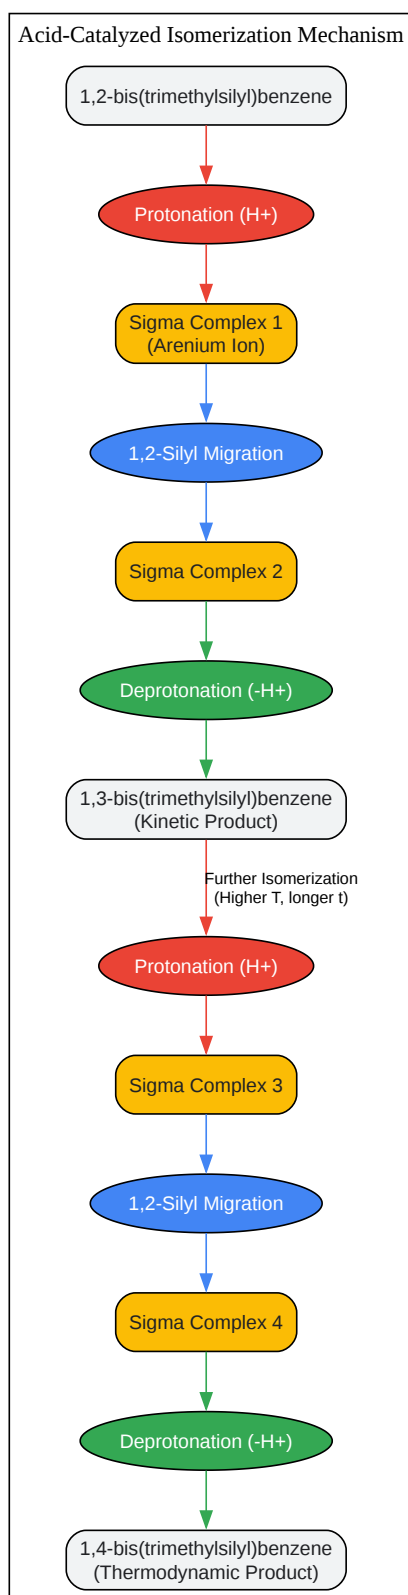 Acid-Catalyzed Isomerization Mechanism
1,2-bis(trimethylsilyl)benzene
Protonation (H+)
Sigma Complex 1
(Arenium Ion)
1,2-Silyl Migration
Sigma Complex 2
Deprotonation (-H+)
1,3-bis(trimethylsilyl)benzene
(Kinetic Product)
Further Isomerization
(Higher T, longer t)
Protonation (H+)
Sigma Complex 3
1,2-Silyl Migration
Sigma Complex 4
Deprotonation (-H+)
1,4-bis(trimethylsilyl)benzene
(Thermodynamic Product)